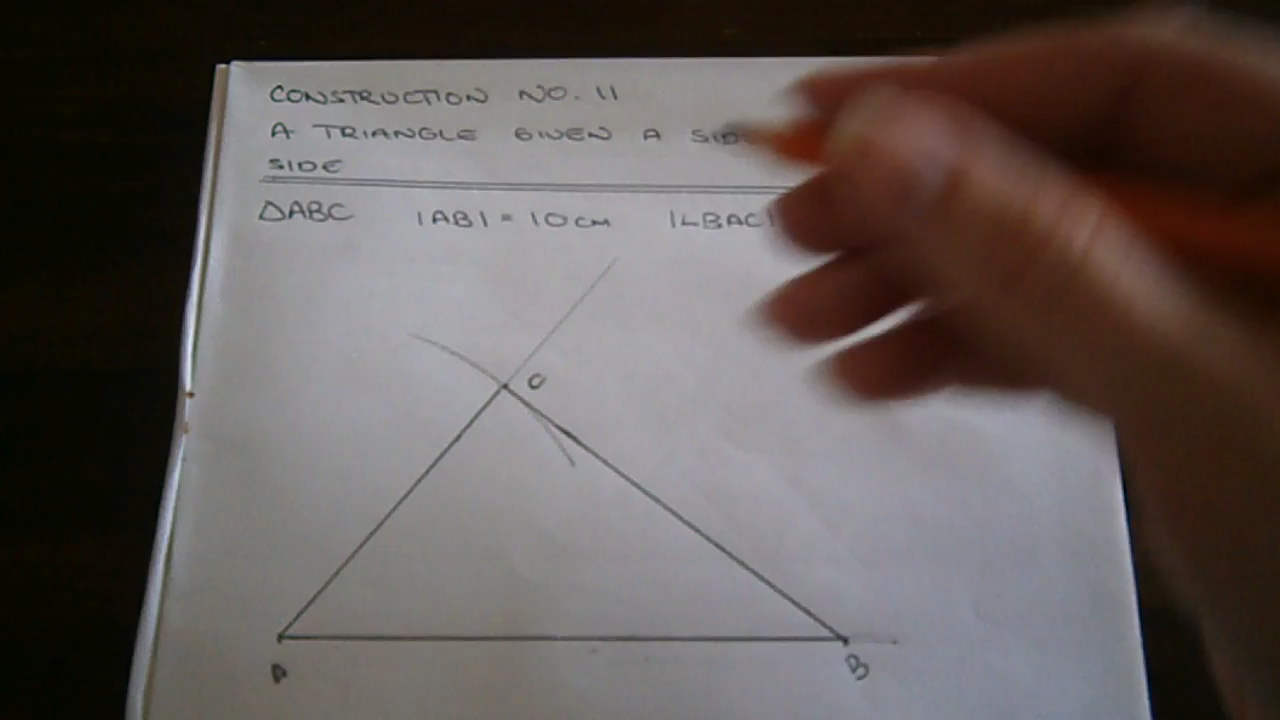 CONSTRUCTION NO. 11
A TRIANGLE GIVEN A
SIDE
ΔABC |AB| = 10cm |∠BAC|
C
A B